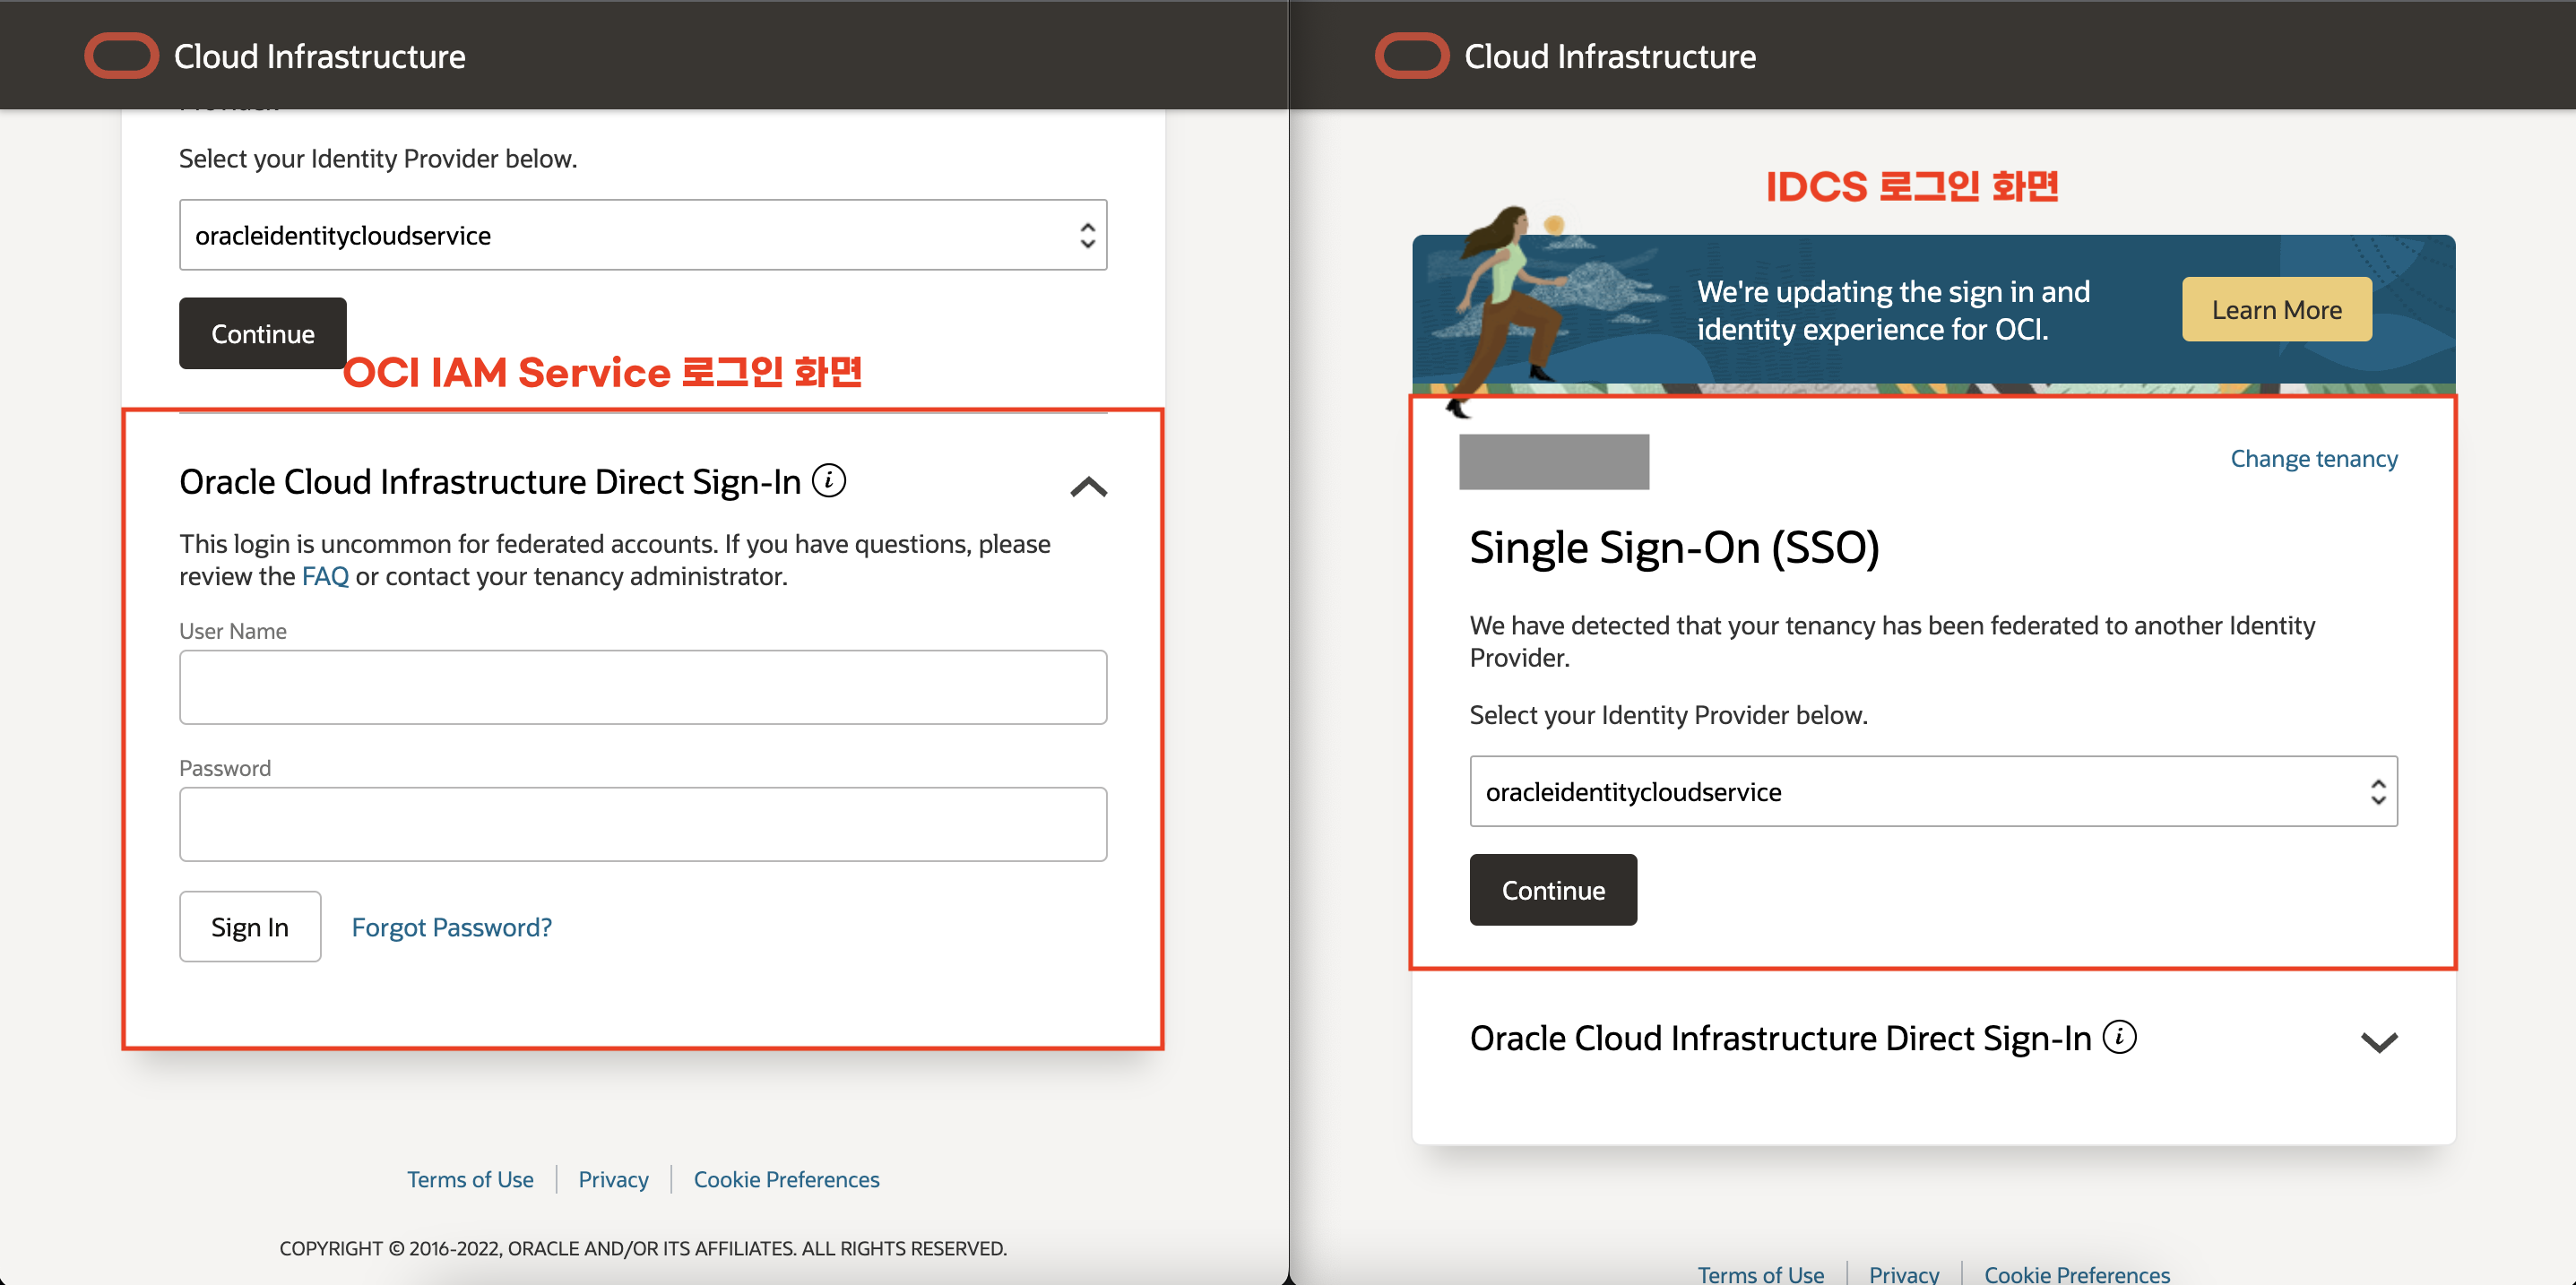 Cloud Infrastructure
Select your Identity Provider below.
oracleidentitycloudservice
Continue
OCI IAM Service 로그인 화면
Oracle Cloud Infrastructure Direct Sign-In i
This login is uncommon for federated accounts. If you have questions, please
review the FAQ or contact your tenancy administrator.
User Name
Password
Sign In Forgot Password?
Terms of Use Privacy Cookie Preferences
COPYRIGHT © 2016-2022, ORACLE AND/OR ITS AFFILIATES. ALL RIGHTS RESERVED.
Cloud Infrastructure
IDCS 로그인 화면
We're updating the sign in and
identity experience for OCI.
Learn More
Change tenancy
Single Sign-On (SSO)
We have detected that your tenancy has been federated to another Identity
Provider.
Select your Identity Provider below.
oracleidentitycloudservice
Continue
Oracle Cloud Infrastructure Direct Sign-In i
Terms of Use Privacy Cookie Preferences